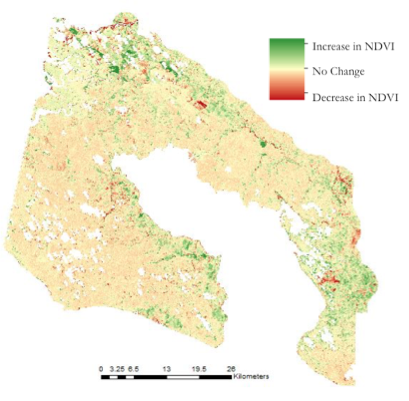 Increase in NDVI
No Change
Decrease in NDVI
0 3.25 6.5 13 19.5 26
Kilometers